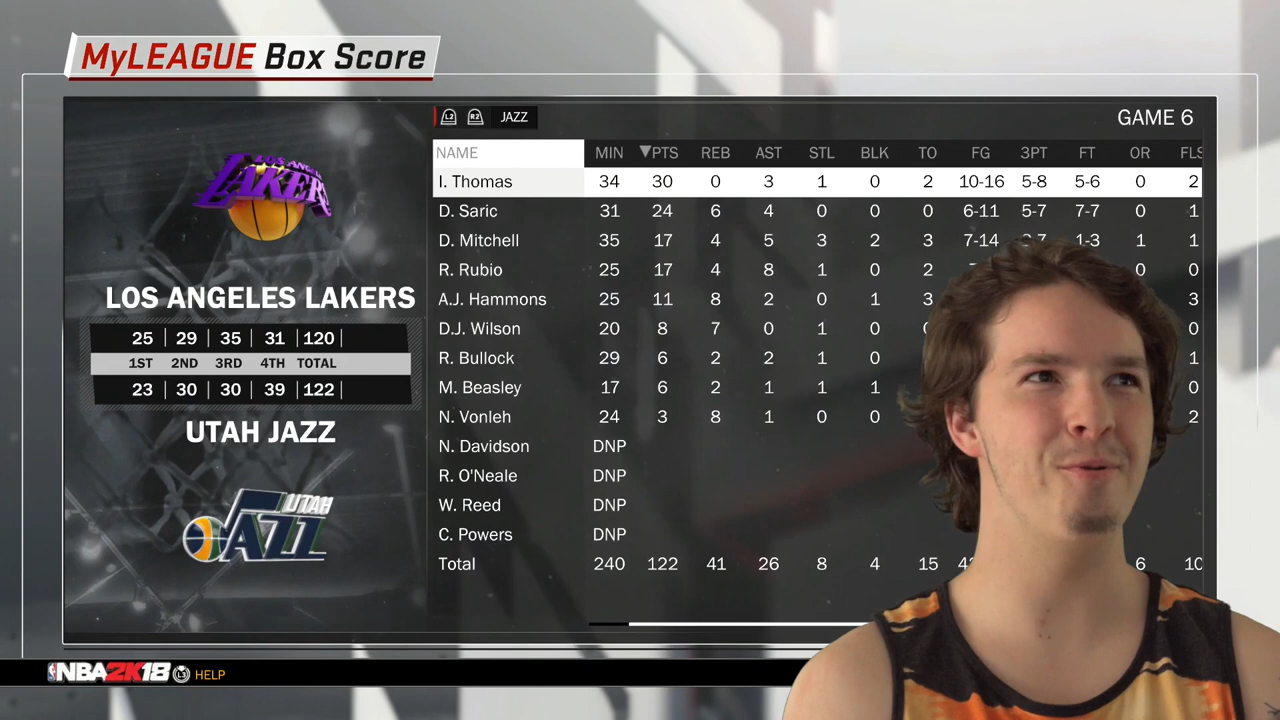 MyLEAGUE Box Score
L2 R2 JAZZ GAME 6
NAME MIN PTS REB AST STL BLK TO FG 3PT FT OR FLS
I. Thomas 34 30 0 3 1 0 2 10-16 5-8 5-6 0 2
D. Saric 31 24 6 4 0 0 0 6-11 5-7 7-7 0 1
D. Mitchell 35 17 4 5 3 2 3 7-14 1-3 1 1
R. Rubio 25 17 4 8 1 0 2 0 0
A.J. Hammons 25 11 8 2 0 1 3 3
D.J. Wilson 20 8 7 0 1 0 0
R. Bullock 29 6 2 2 1 0 1
M. Beasley 17 6 2 1 1 1 0
N. Vonleh 24 3 8 1 0 0 2
N. Davidson DNP
R. O'Neale DNP
W. Reed DNP
C. Powers DNP
Total 240 122 41 26 8 4 15 6 10
LOS ANGELES LAKERS
LOS ANGELES LAKERS
25 29 35 31 120
1ST 2ND 3RD 4TH TOTAL
23 30 30 39 122
UTAH JAZZ
UTAH
JAZZ
NBA2K18 HELP